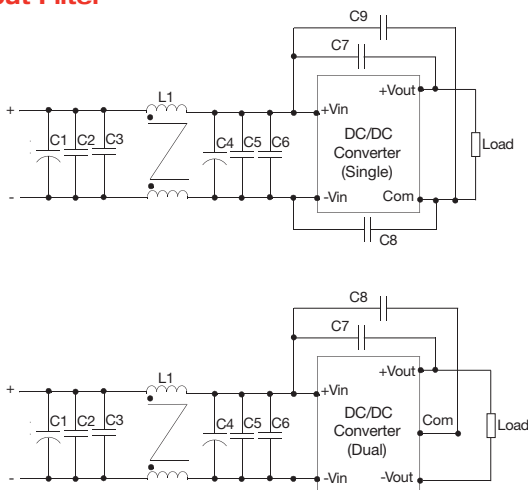 C9
C7
+Vout
L1
+
+Vin
C1 C2 C3
C4 C5 C6
DC/DC
Converter
(Single)
Load
-
-Vin
Com
C8
C8
C7
+Vout
L1
+
+Vin
C1 C2 C3
C4 C5 C6
DC/DC
Converter
(Dual)
Com
Load
-
-Vin
-Vout